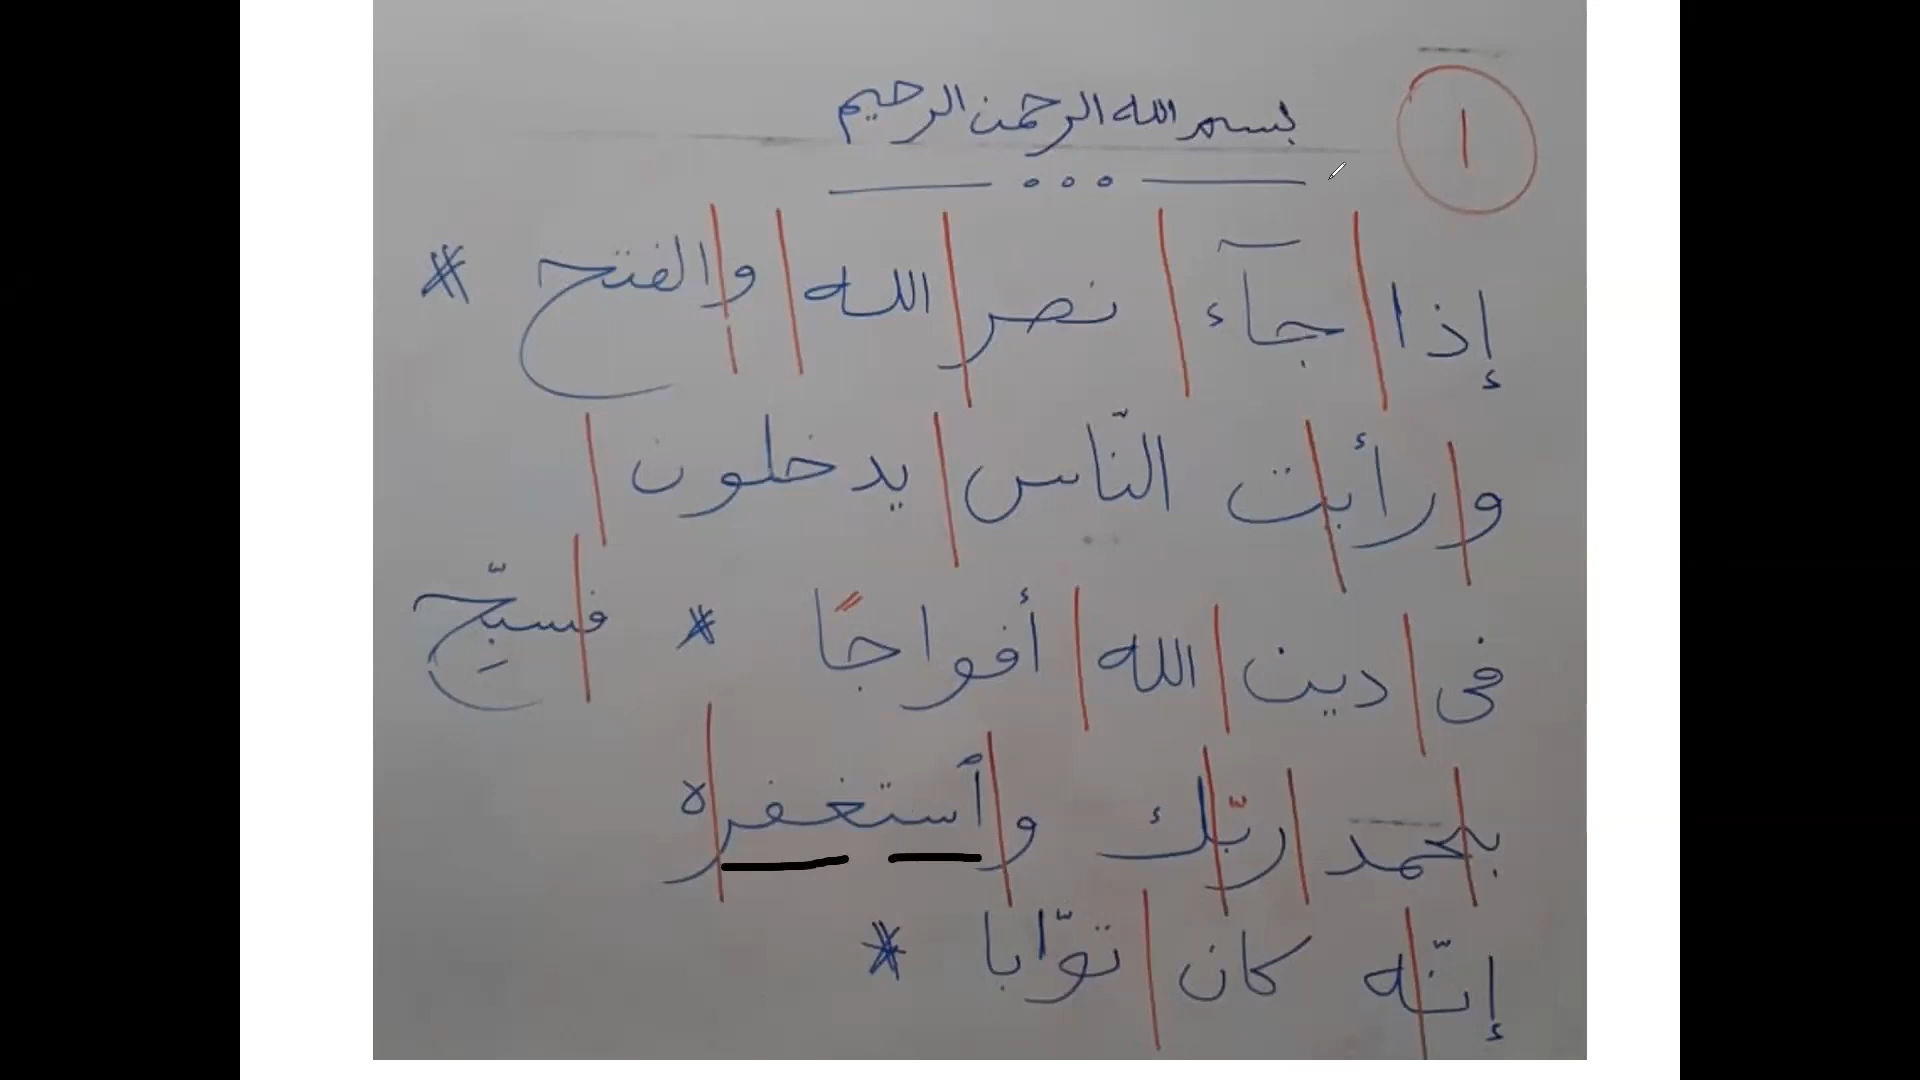 ١
بسم الله الرحمن الرحيم
إذا جآء نصر الله والفتح *
ورأيت النّاس يدخلون
فى دين الله أفواجًا * فسبّح
بحمد ربّك وٱستغفره
إنّه كان توّابا *